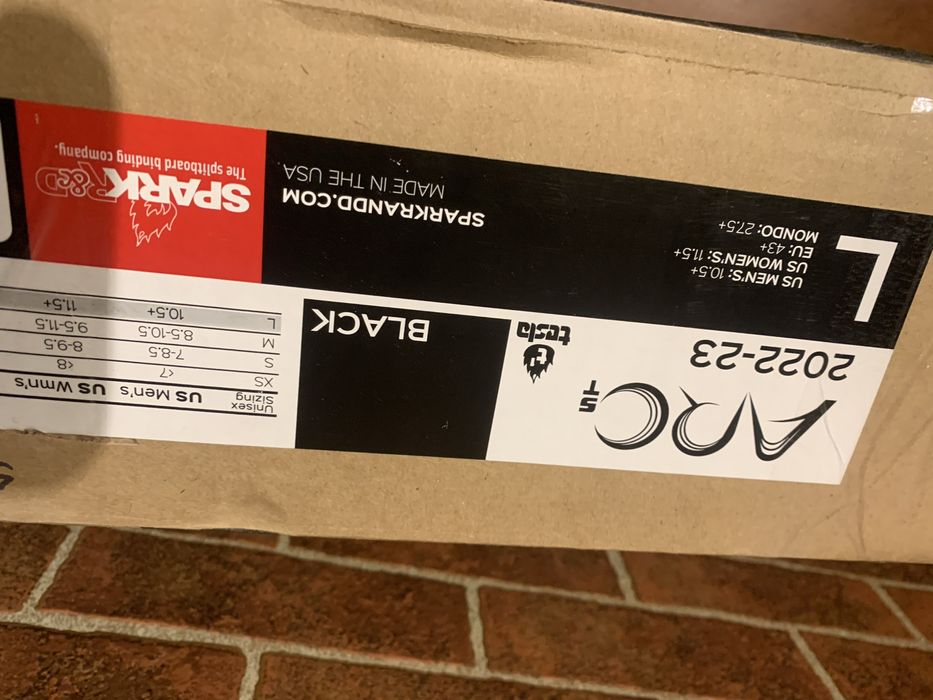 ARC
ST
2022-23
tesla
ti
BLACK
Unisex Sizing US Men's US Wmn's
XS <7 <8
S 7-8.5 8-9.5
M 8.5-10.5 9.5-11.5
L 10.5+ 11.5+
L
US MEN'S: 10.5+
US WOMEN'S: 11.5+
EU: 43+
MONDO: 27.5+
SPARKRANDD.COM
MADE IN THE USA
SPARK R&D
The splitboard binding company.